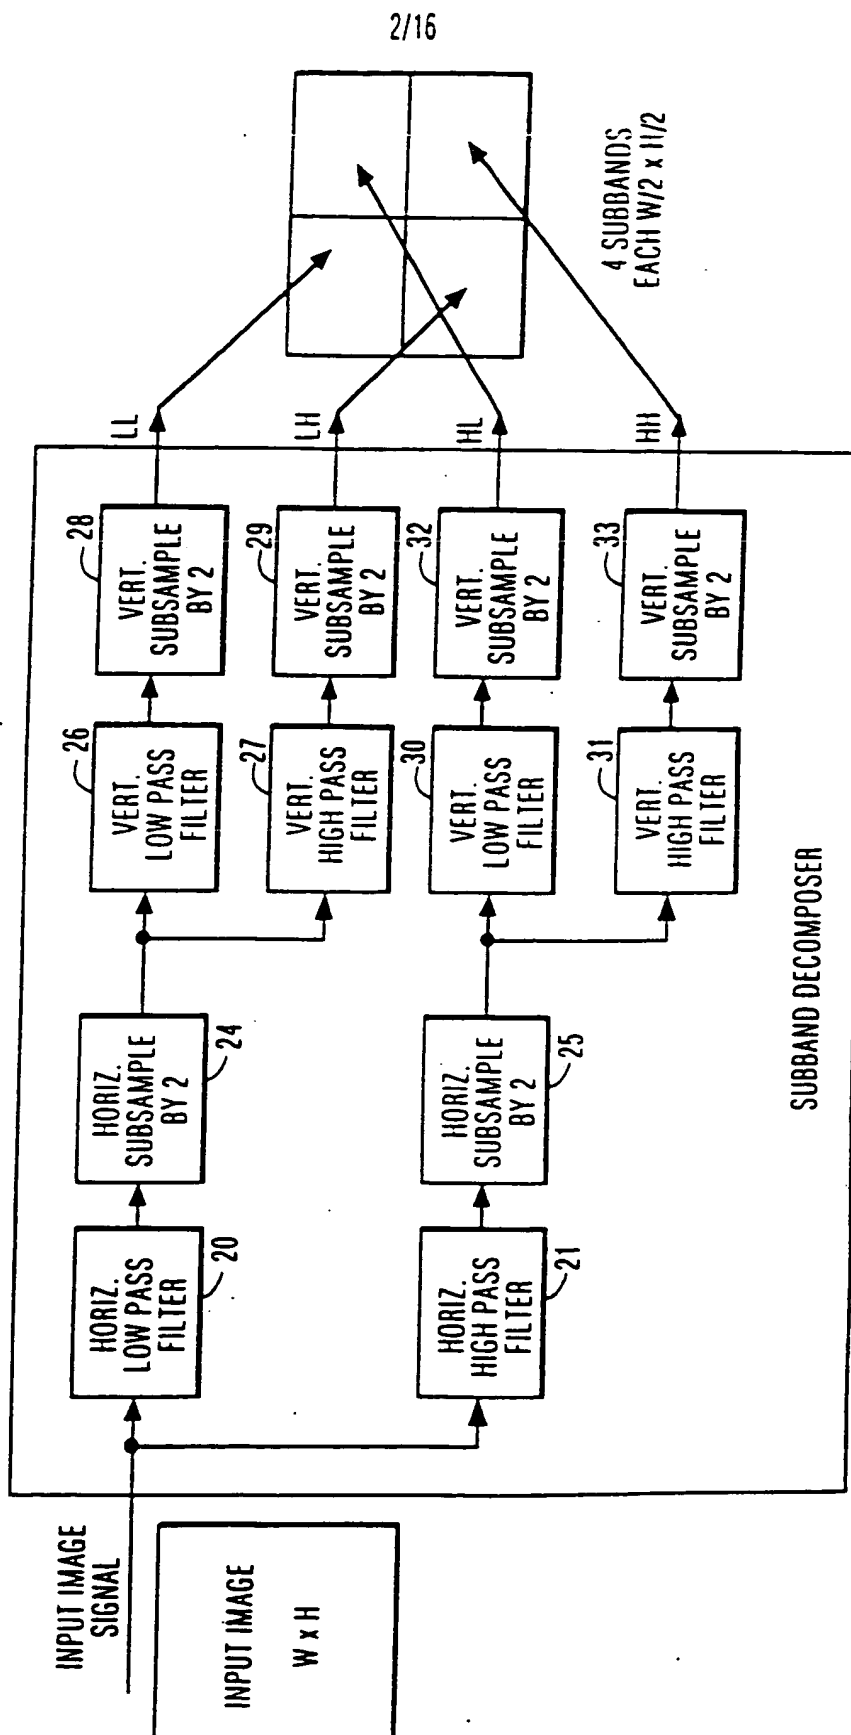 2/16
INPUT IMAGE
SIGNAL
INPUT IMAGE
W x H
HORIZ.
LOW PASS
FILTER
20
HORIZ.
SUBSAMPLE
BY 2
24
VERT.
LOW PASS
FILTER
26
VERT.
SUBSAMPLE
BY 2
28
LL
VERT.
HIGH PASS
FILTER
27
VERT.
SUBSAMPLE
BY 2
29
LH
HORIZ.
HIGH PASS
FILTER
21
HORIZ.
SUBSAMPLE
BY 2
25
VERT.
LOW PASS
FILTER
30
VERT.
SUBSAMPLE
BY 2
32
HL
VERT.
HIGH PASS
FILTER
31
VERT.
SUBSAMPLE
BY 2
33
HH
4 SUBBANDS
EACH W/2 x H/2
SUBBAND DECOMPOSER